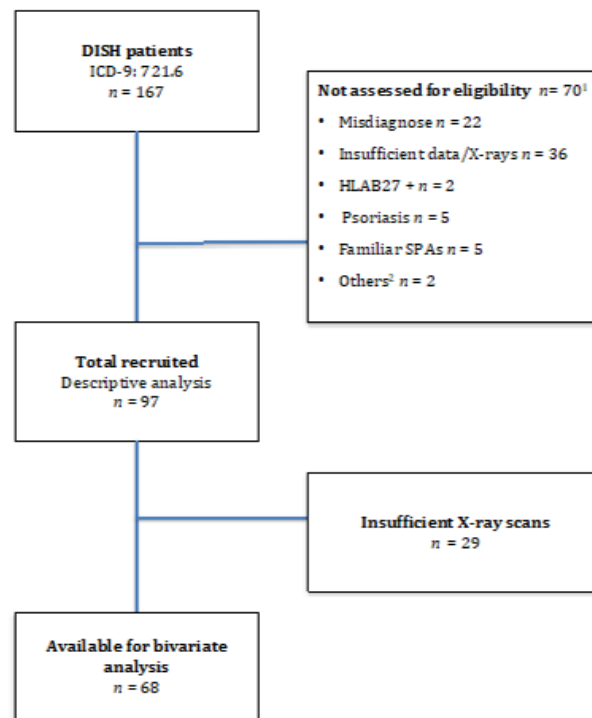 DISH patients
ICD-9: 721.6
n = 167
Not assessed for eligibility n= 70¹
• Misdiagnose n = 22
• Insufficient data/X-rays n = 36
• HLAB27 + n = 2
• Psoriasis n = 5
• Familiar SPAs n = 5
• Others² n = 2
Total recruited
Descriptive analysis
n = 97
Insufficient X-ray scans
n = 29
Available for bivariate
analysis
n = 68